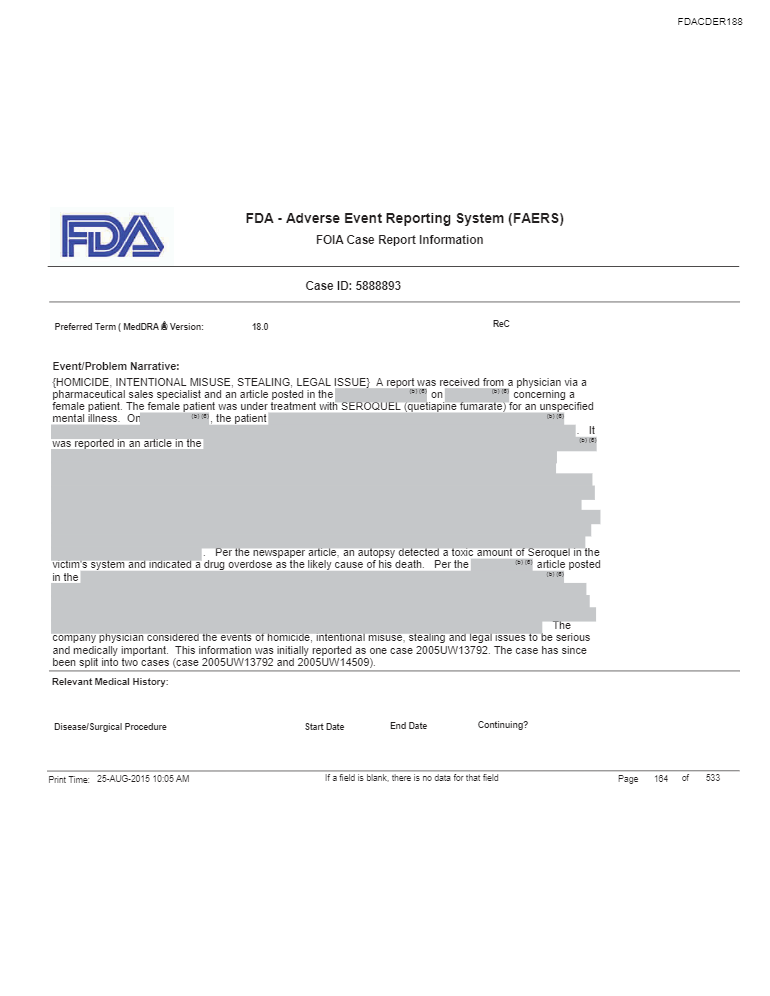 FDACDER188
FDA
FDA - Adverse Event Reporting System (FAERS)
FOIA Case Report Information
Case ID: 5888893
Preferred Term ( MedDRA Version: 18.0 ReC
Event/Problem Narrative:
{HOMICIDE, INTENTIONAL MISUSE, STEALING, LEGAL ISSUE} A report was received from a physician via a
pharmaceutical sales specialist and an article posted in the (b) (6) on (b) (6) concerning a
female patient. The female patient was under treatment with SEROQUEL (quetiapine fumarate) for an unspecified
mental illness. On (b) (6), the patient (b) (6)
. It
was reported in an article in the (b) (6)
. Per the newspaper article, an autopsy detected a toxic amount of Seroquel in the
victim's system and indicated a drug overdose as the likely cause of his death. Per the (b) (6) article posted
in the (b) (6)
The
company physician considered the events of homicide, intentional misuse, stealing and legal issues to be serious
and medically important. This information was initially reported as one case 2005UW13792. The case has since
been split into two cases (case 2005UW13792 and 2005UW14509).
Relevant Medical History:
Disease/Surgical Procedure Start Date End Date Continuing?
Print Time: 25-AUG-2015 10:05 AM If a field is blank, there is no data for that field Page 164 of 533